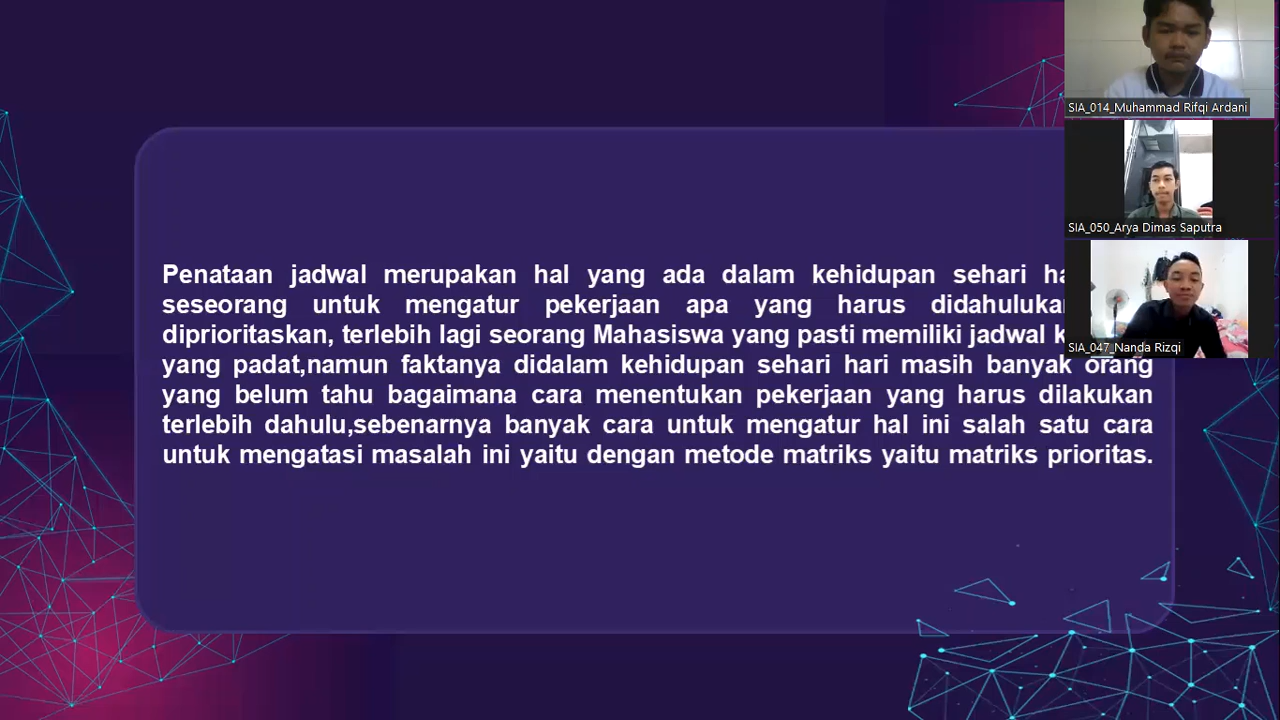 Penataan jadwal merupakan hal yang ada dalam kehidupan sehari
seseorang untuk mengatur pekerjaan apa yang harus
diprioritaskan, terlebih lagi seorang Mahasiswa yang pasti memiliki jadwal
yang padat,namun faktanya didalam kehidupan sehari hari masih banyak orang
yang belum tahu bagaimana cara menentukan pekerjaan yang harus dilakukan
terlebih dahulu,sebenarnya banyak cara untuk mengatur hal ini salah satu cara
untuk mengatasi masalah ini yaitu dengan metode matriks yaitu matriks prioritas.
SIA_014_Muhammad Rifqi Ardani
SIA_050_Arya Dimas Saputra
SIA_047_Nanda Rizqi